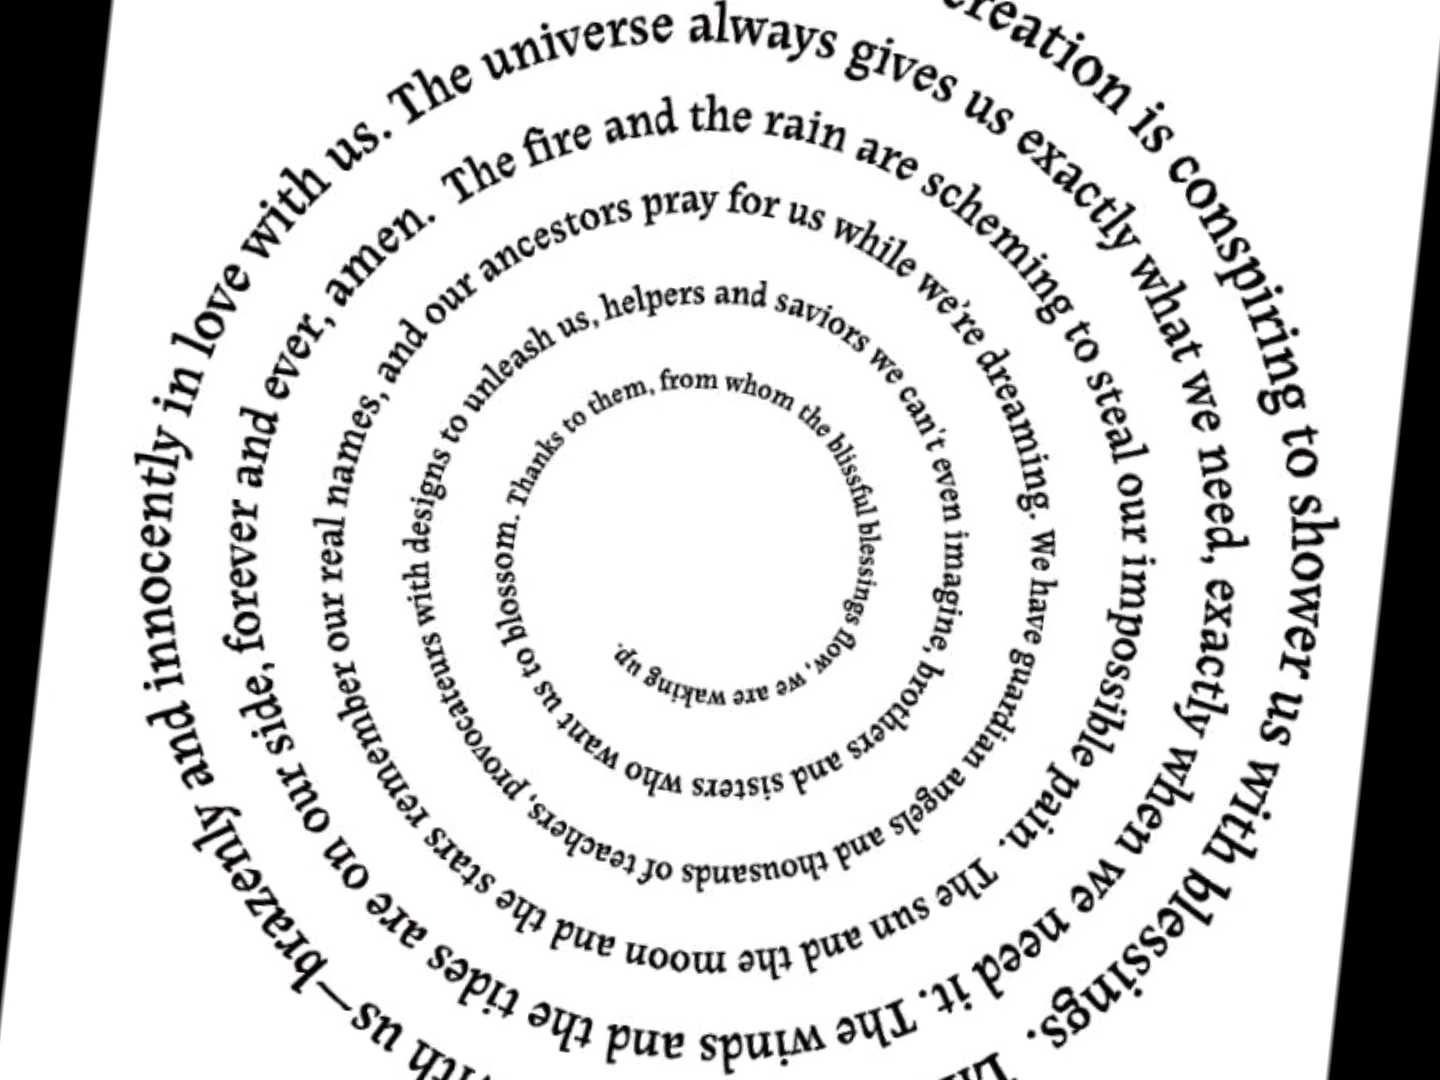 creation is conspiring to shower us with blessings.
with us—brazenly and innocently in love with us. The universe always gives us exactly what we need, exactly when we need it. The winds and the tides are on our side, forever and ever, amen. The fire and the rain are scheming to steal our impossible pain. The sun and the moon and the stars remember our real names, and our ancestors pray for us while we're dreaming. We have guardian angels and thousands of teachers, provocateurs with designs to unleash us, helpers and saviors we can't even imagine, brothers and sisters who want us to blossom. Thanks to them, from whom the blissful blessings flow, we are waking up.